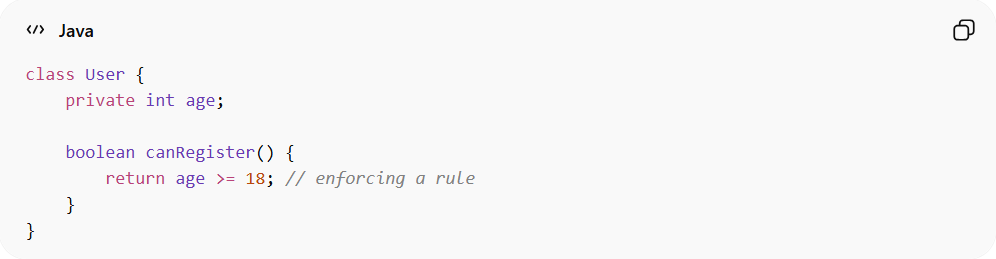 </> Java
class User {
    private int age;

    boolean canRegister() {
        return age >= 18; // enforcing a rule
    }
}